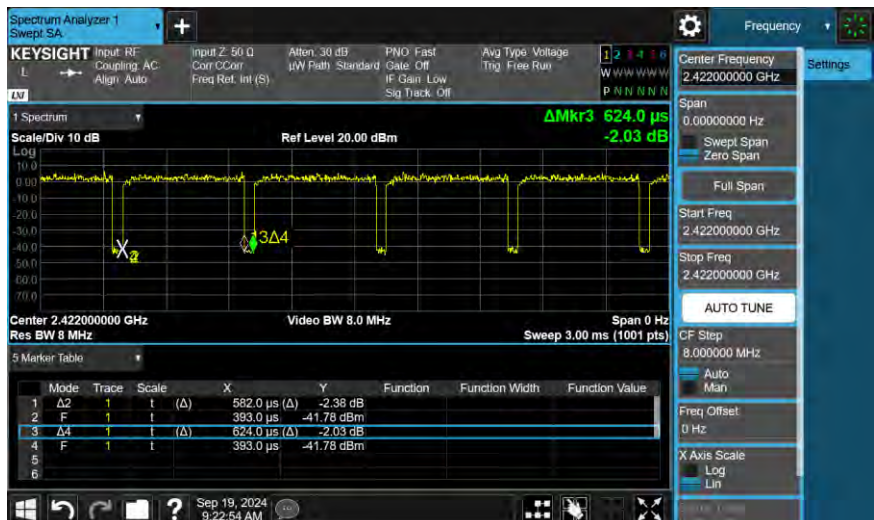 Spectrum Analyzer 1
Swept SA
+
Frequency
KEYSIGHT
L
LXI
Input: RF
Coupling: AC
Align: Auto
Input Z: 50 Ω
Corr CCorr
Freq Ref: Int (S)
Atten: 30 dB
µW Path: Standard
PNO: Fast
Gate: Off
IF Gain: Low
Sig Track: Off
Avg Type: Voltage
Trig: Free Run
1 2 3 4 5 6
W W W W W W
P N N N N N
1 Spectrum
ΔMkr3 624.0 µs
-2.03 dB
Scale/Div 10 dB
Ref Level 20.00 dBm
Log
10.0
0.00
-10.0
-20.0
-30.0
-40.0
-50.0
-60.0
-70.0
3Δ4
Center 2.422000000 GHz
Video BW 8.0 MHz
Span 0 Hz
Res BW 8 MHz
Sweep 3.00 ms (1001 pts)
5 Marker Table
Mode Trace Scale X Y Function Function Width Function Value
1 Δ2 1 t (Δ) 582.0 µs (Δ) -2.38 dB
2 F 1 t 393.0 µs -41.78 dBm
3 Δ4 1 t (Δ) 624.0 µs (Δ) -2.03 dB
4 F 1 t 393.0 µs -41.78 dBm
5
6
?
Sep 19, 2024
9:22:54 AM
Center Frequency
2.422000000 GHz
Settings
Span
0.00000000 Hz
Swept Span
Zero Span
Full Span
Start Freq
2.422000000 GHz
Stop Freq
2.422000000 GHz
AUTO TUNE
CF Step
8.000000 MHz
Auto
Man
Freq Offset
0 Hz
X Axis Scale
Log
Lin